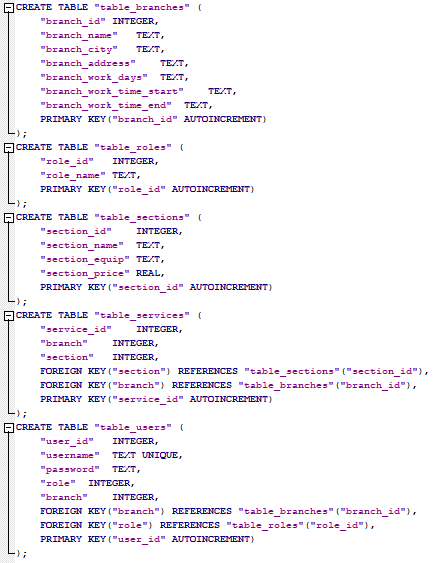 CREATE TABLE "table_branches" (
"branch_id" INTEGER,
"branch_name" TEXT,
"branch_city" TEXT,
"branch_address" TEXT,
"branch_work_days" TEXT,
"branch_work_time_start" TEXT,
"branch_work_time_end" TEXT,
PRIMARY KEY("branch_id" AUTOINCREMENT)
);
CREATE TABLE "table_roles" (
"role_id" INTEGER,
"role_name" TEXT,
PRIMARY KEY("role_id" AUTOINCREMENT)
);
CREATE TABLE "table_sections" (
"section_id" INTEGER,
"section_name" TEXT,
"section_equip" TEXT,
"section_price" REAL,
PRIMARY KEY("section_id" AUTOINCREMENT)
);
CREATE TABLE "table_services" (
"service_id" INTEGER,
"branch" INTEGER,
"section" INTEGER,
FOREIGN KEY("section") REFERENCES "table_sections"("section_id"),
FOREIGN KEY("branch") REFERENCES "table_branches"("branch_id"),
PRIMARY KEY("service_id" AUTOINCREMENT)
);
CREATE TABLE "table_users" (
"user_id" INTEGER,
"username" TEXT UNIQUE,
"password" TEXT,
"role" INTEGER,
"branch" INTEGER,
FOREIGN KEY("branch") REFERENCES "table_branches"("branch_id"),
FOREIGN KEY("role") REFERENCES "table_roles"("role_id"),
PRIMARY KEY("user_id" AUTOINCREMENT)
);